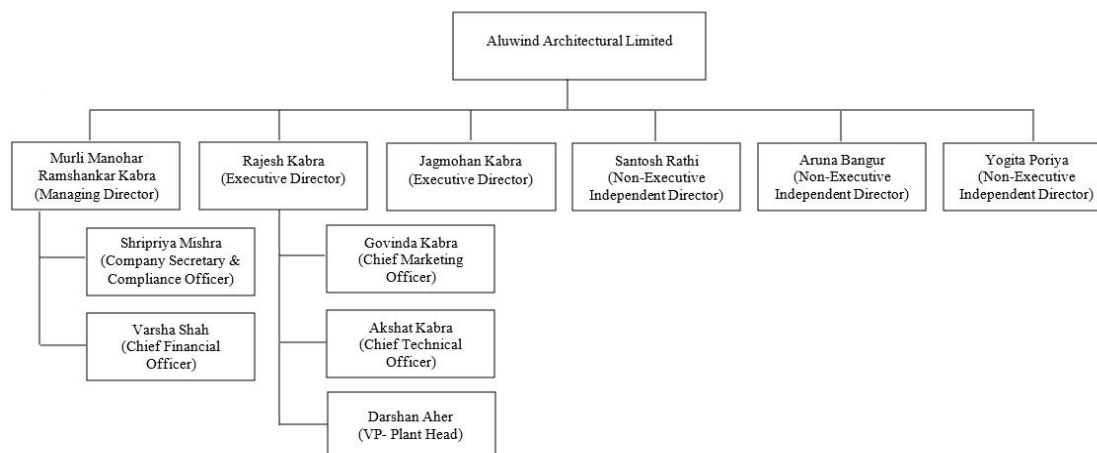 Aluwind Architectural Limited
Murli Manohar
Ramshankar Kabra
(Managing Director)
Rajesh Kabra
(Executive Director)
Jagmohan Kabra
(Executive Director)
Santosh Rathi
(Non-Executive
Independent Director)
Aruna Bangur
(Non-Executive
Independent Director)
Yogita Poriya
(Non-Executive
Independent Director)
Shripriya Mishra
(Company Secretary &
Compliance Officer)
Varsha Shah
(Chief Financial
Officer)
Govinda Kabra
(Chief Marketing
Officer)
Akshat Kabra
(Chief Technical
Officer)
Darshan Aher
(VP- Plant Head)